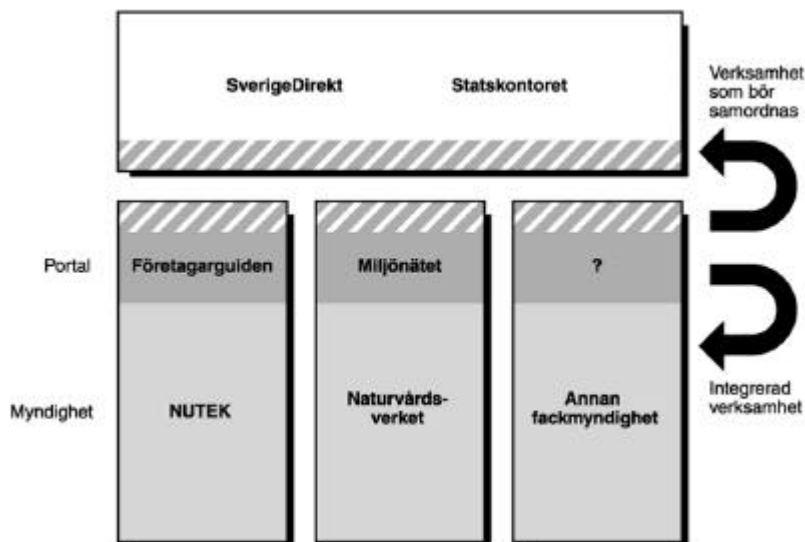 SverigeDirekt Statskontoret
Verksamhet
som bör
samordnas
Portal Företagarguiden Miljönätet ?
Myndighet NUTEK
Naturvårds-
verket
Annan
fackmyndighet
Integrerad
verksamhet